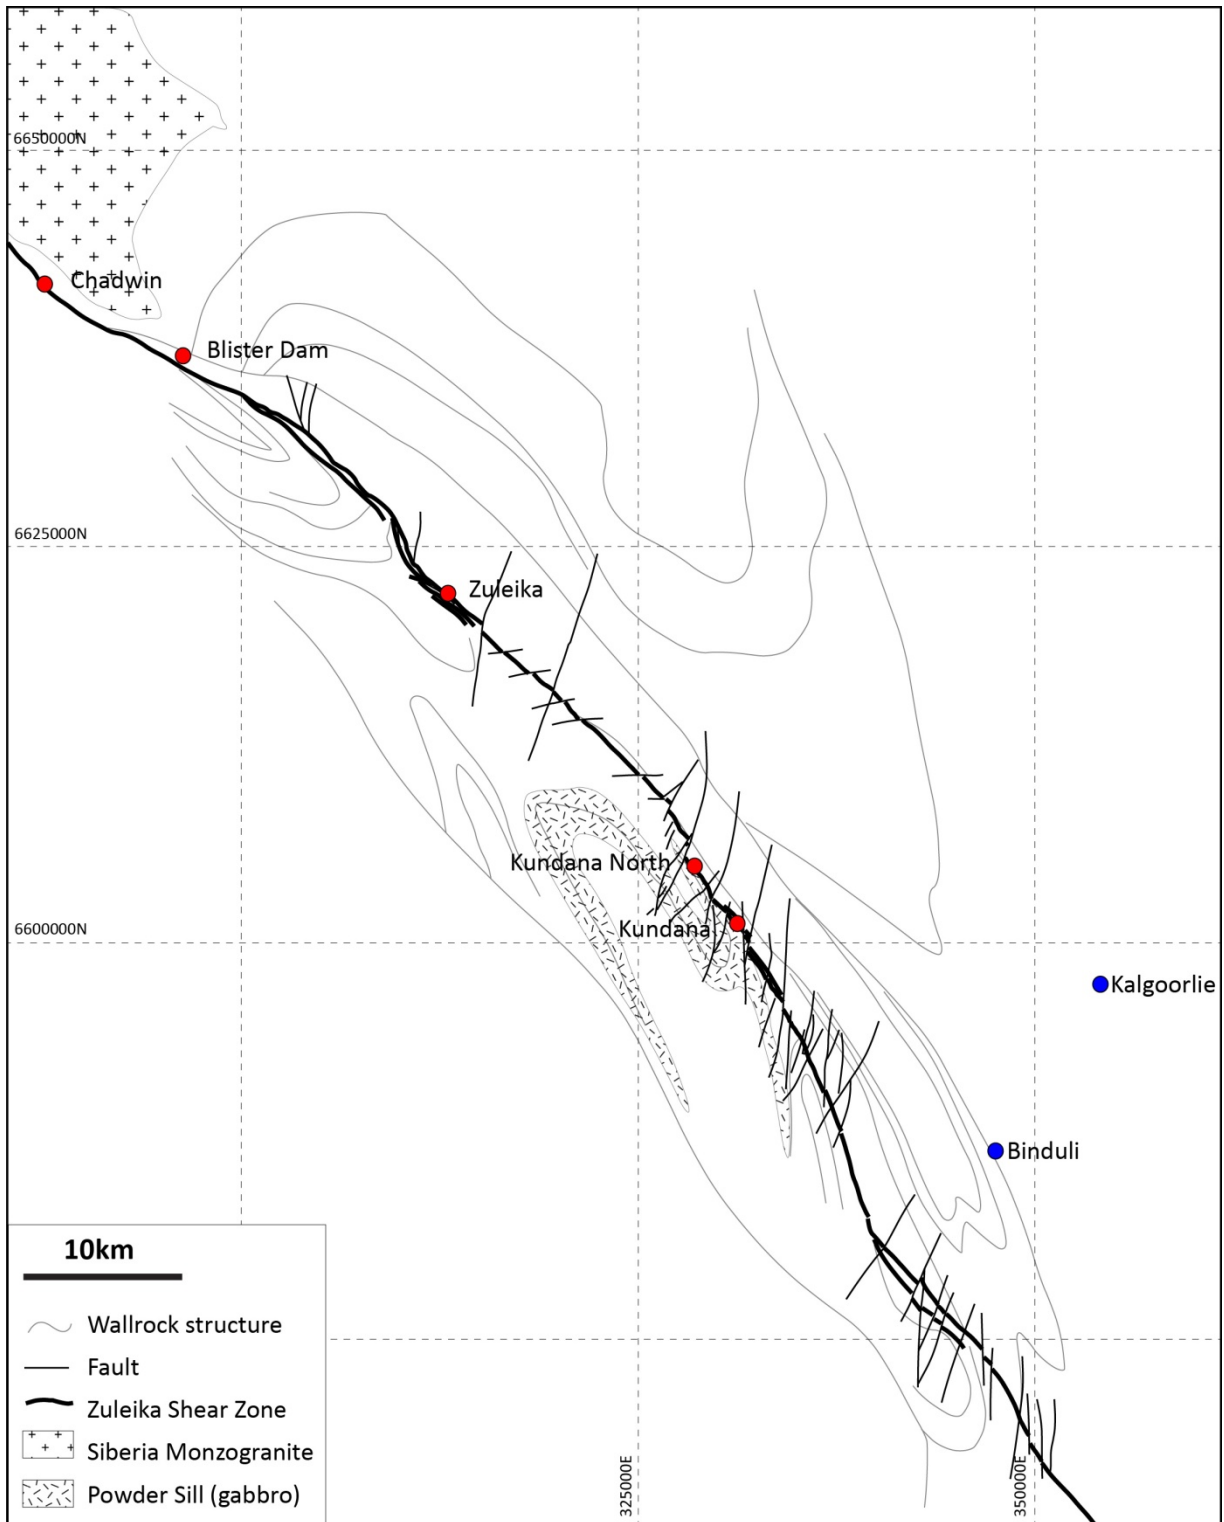 6650000N
Chadwin
Blister Dam
6625000N
Zuleika
Kundana North
Kundana
6600000N
Kalgoorlie
Binduli
10km
Wallrock structure
Fault
Zuleika Shear Zone
Siberia Monzogranite
Powder Sill (gabbro)
325000E
350000E